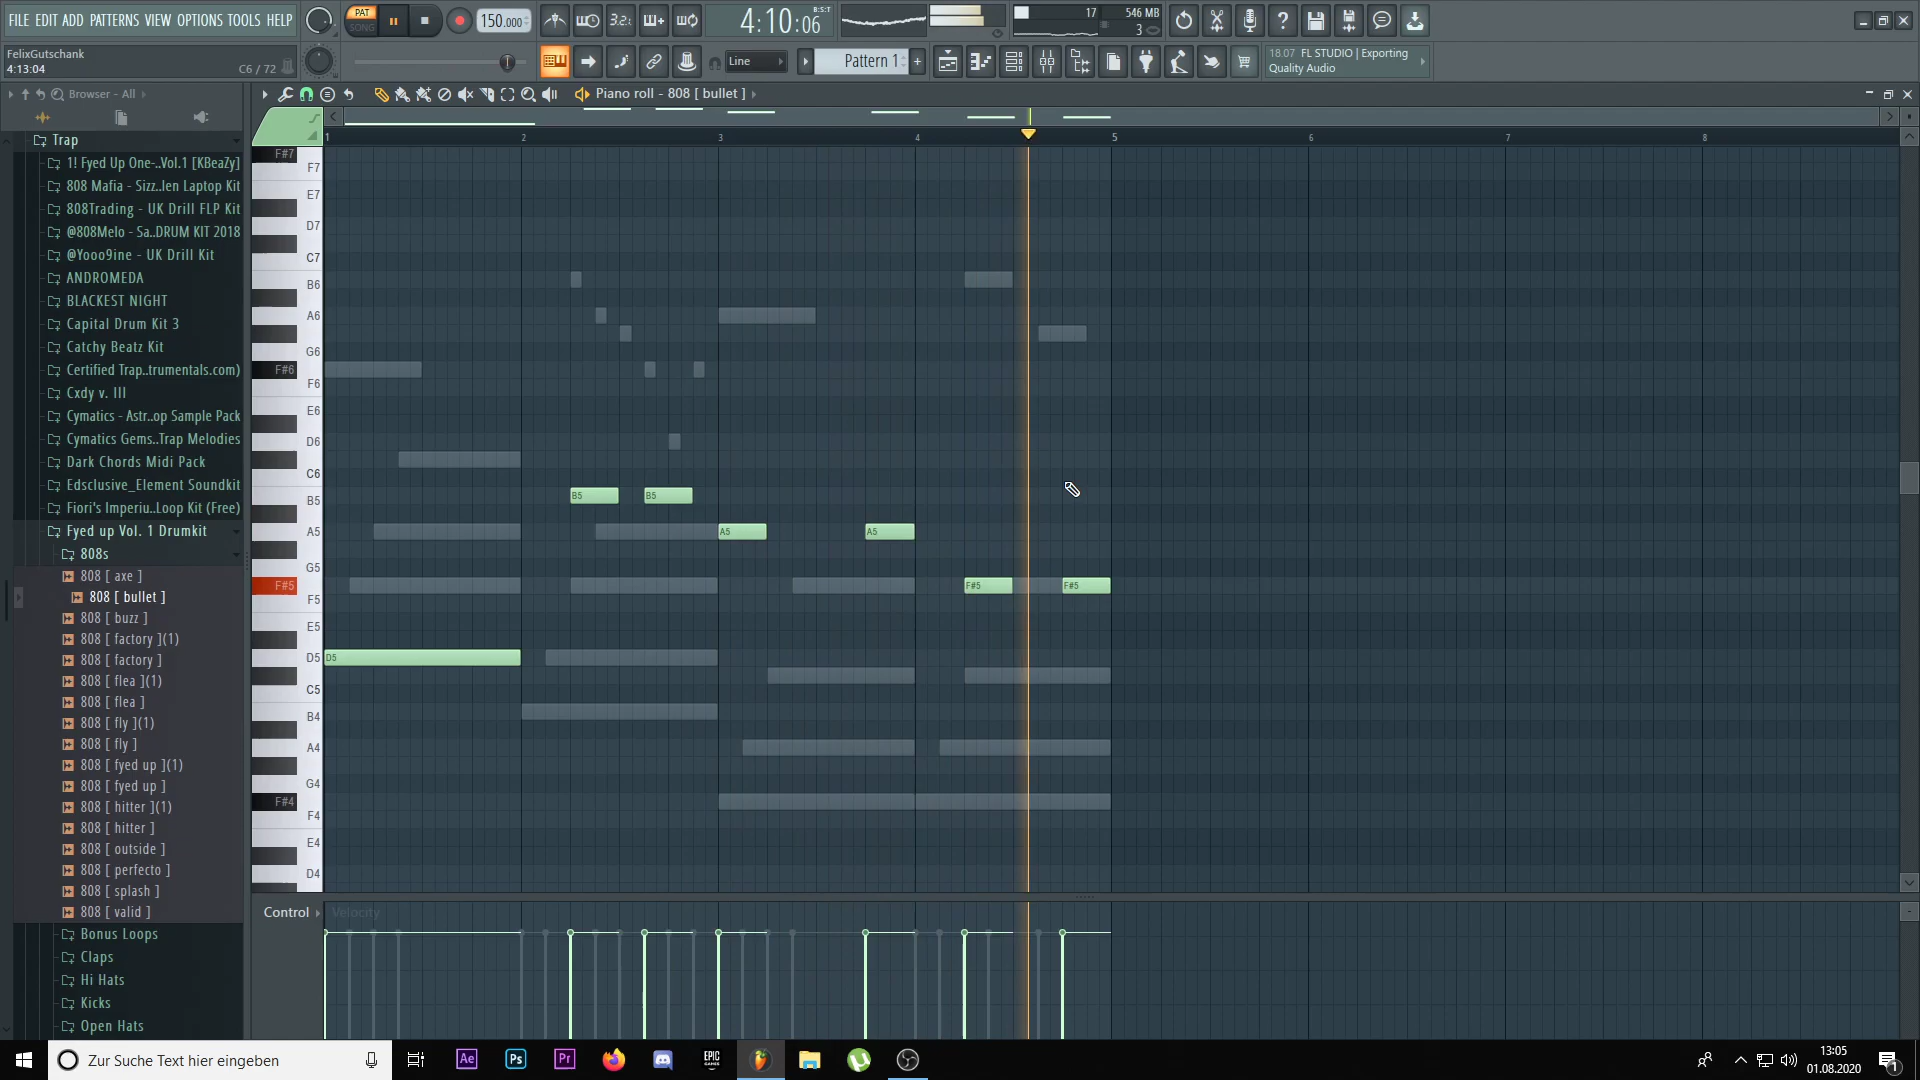 FILE EDIT ADD PATTERNS VIEW OPTIONS TOOLS HELP
PAT
SONG
150.000
3.2.
4:10:06
B:S:T
17
546 MB
3
FelixGutschank
4:13:04
C6 / 72
Line
Pattern 1
18.07 FL STUDIO | Exporting
Quality Audio
Browser - All
Piano roll - 808 [ bullet ]
Trap
1! Fyed Up One-..Vol.1 [KBeaZy]
808 Mafia - Sizz..len Laptop Kit
808Trading - UK Drill FLP Kit
@808Melo - Sa..DRUM KIT 2018
@Yooo9ine - UK Drill Kit
ANDROMEDA
BLACKEST NIGHT
Capital Drum Kit 3
Catchy Beatz Kit
Certified Trap..trumentals.com)
Cxdy v. III
Cymatics - Astr..op Sample Pack
Cymatics Gems..Trap Melodies
Dark Chords Midi Pack
Edsclusive_Element Soundkit
Fiori's Imperiu..Loop Kit (Free)
Fyed up Vol. 1 Drumkit
808s
808 [ axe ]
808 [ bullet ]
808 [ buzz ]
808 [ factory ](1)
808 [ factory ]
808 [ flea ](1)
808 [ flea ]
808 [ fly ](1)
808 [ fly ]
808 [ fyed up ](1)
808 [ fyed up ]
808 [ hitter ](1)
808 [ hitter ]
808 [ outside ]
808 [ perfecto ]
808 [ splash ]
808 [ valid ]
Bonus Loops
Claps
Hi Hats
Kicks
Open Hats
1 2 3 4 5 6 7 8
F#7
F7
E7
D7
C7
B6
A6
G6
F#6
F6
E6
D6
C6
B5
B5 B5
A5
A5 A5
G5
F#5
F#5 F#5
F5
E5
D5
D5
C5
B4
A4
G4
F#4
F4
E4
D4
Control
Velocity
Zur Suche Text hier eingeben
Ae
Ps
Pr
EPIC
GAMES
13:05
01.08.2020
1